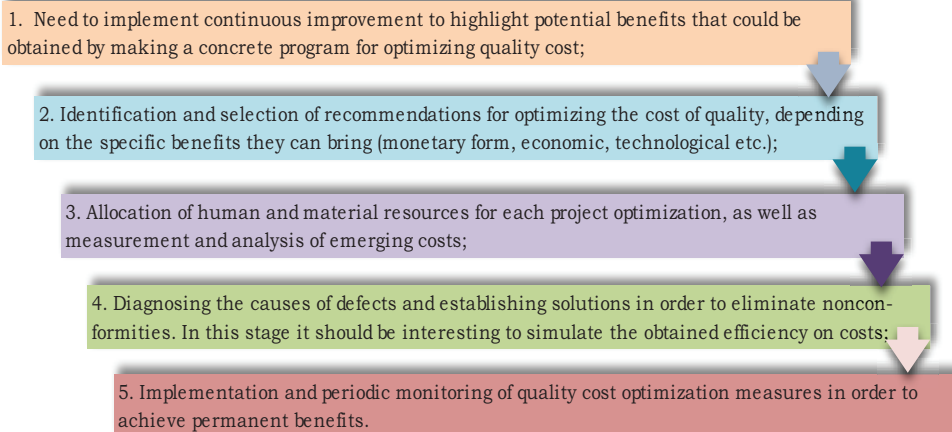 1. Need to implement continuous improvement to highlight potential benefits that could be
obtained by making a concrete program for optimizing quality cost;
2. Identification and selection of recommendations for optimizing the cost of quality, depending
on the specific benefits they can bring (monetary form, economic, technological etc.);
3. Allocation of human and material resources for each project optimization, as well as
measurement and analysis of emerging costs;
4. Diagnosing the causes of defects and establishing solutions in order to eliminate noncon-
formities. In this stage it should be interesting to simulate the obtained efficiency on costs;
5. Implementation and periodic monitoring of quality cost optimization measures in order to
achieve permanent benefits.